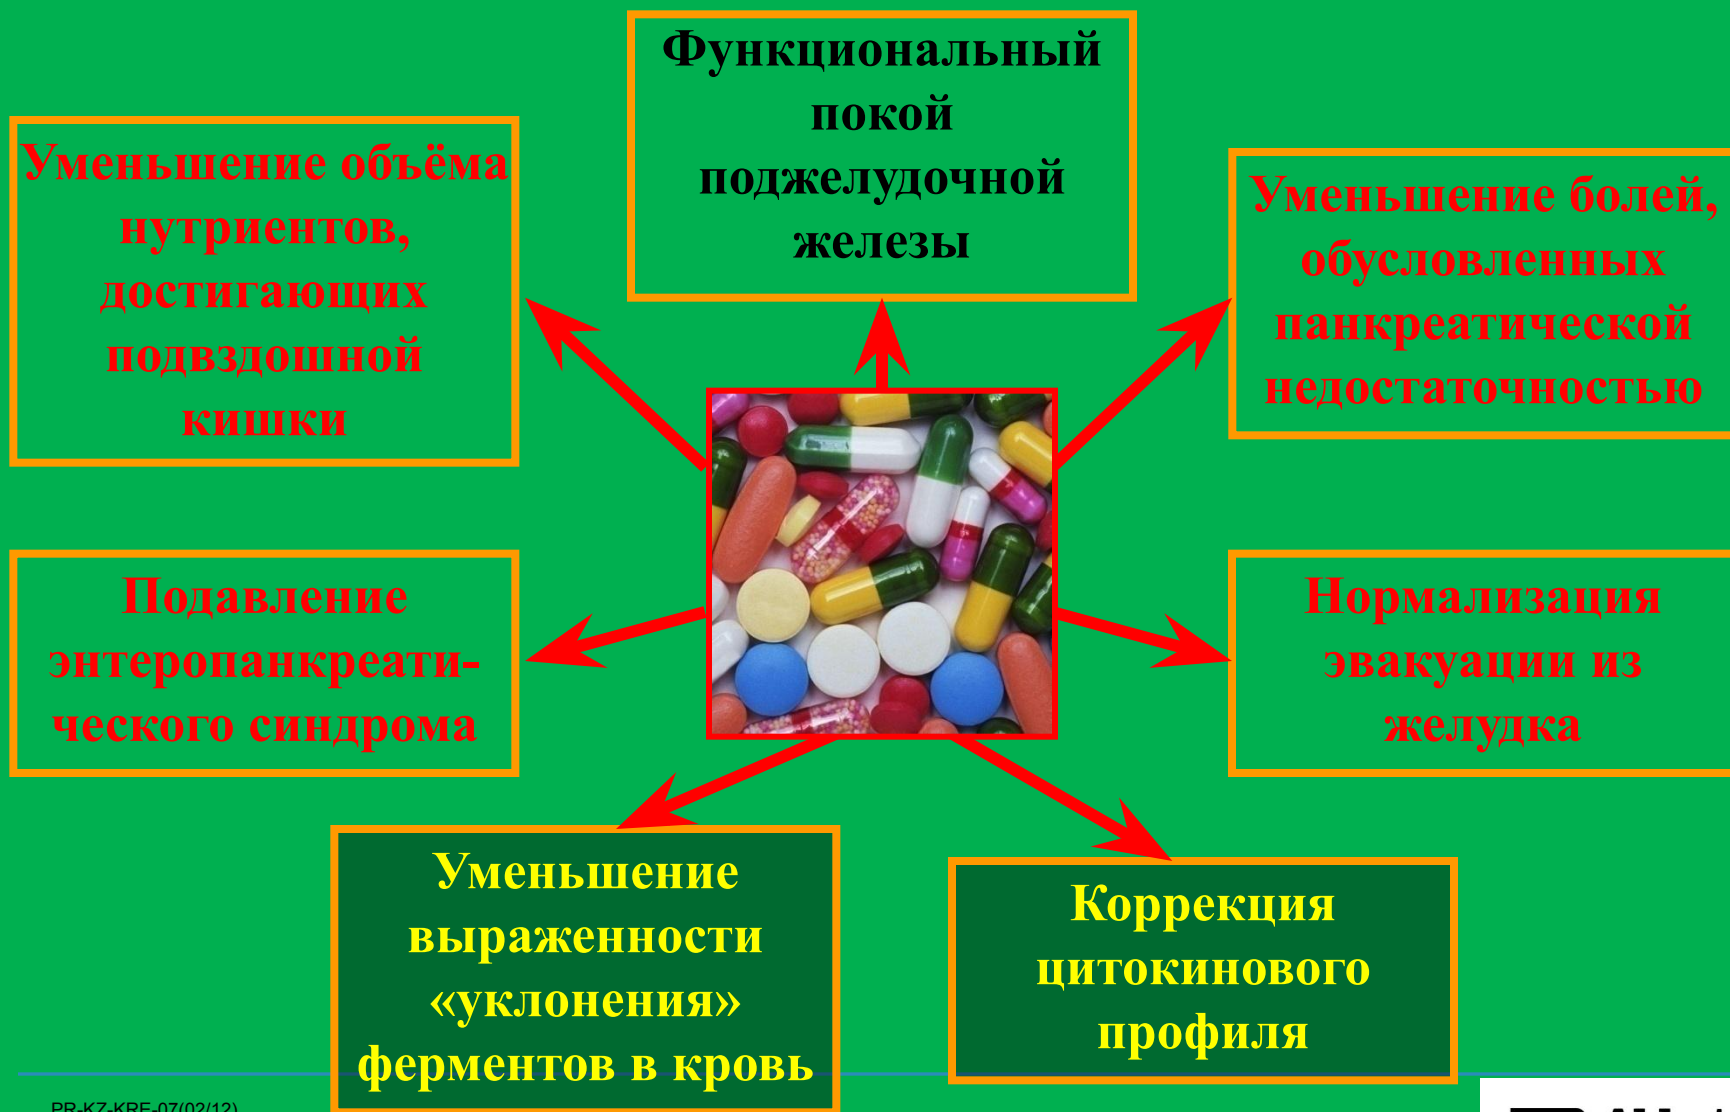 Функциональный
покой
поджелудочной
железы
Уменьшение объёма
нутриентов,
достигающих
подвздошной
кишки
Уменьшение болей,
обусловленных
панкреатической
недостаточностью
Подавление
энтеропанкреати-
ческого синдрома
Нормализация
эвакуации из
желудка
Уменьшение
выраженности
«уклонения»
ферментов в кровь
Коррекция
цитокинового
профиля
PR-KZ-KRE-07(02/12)